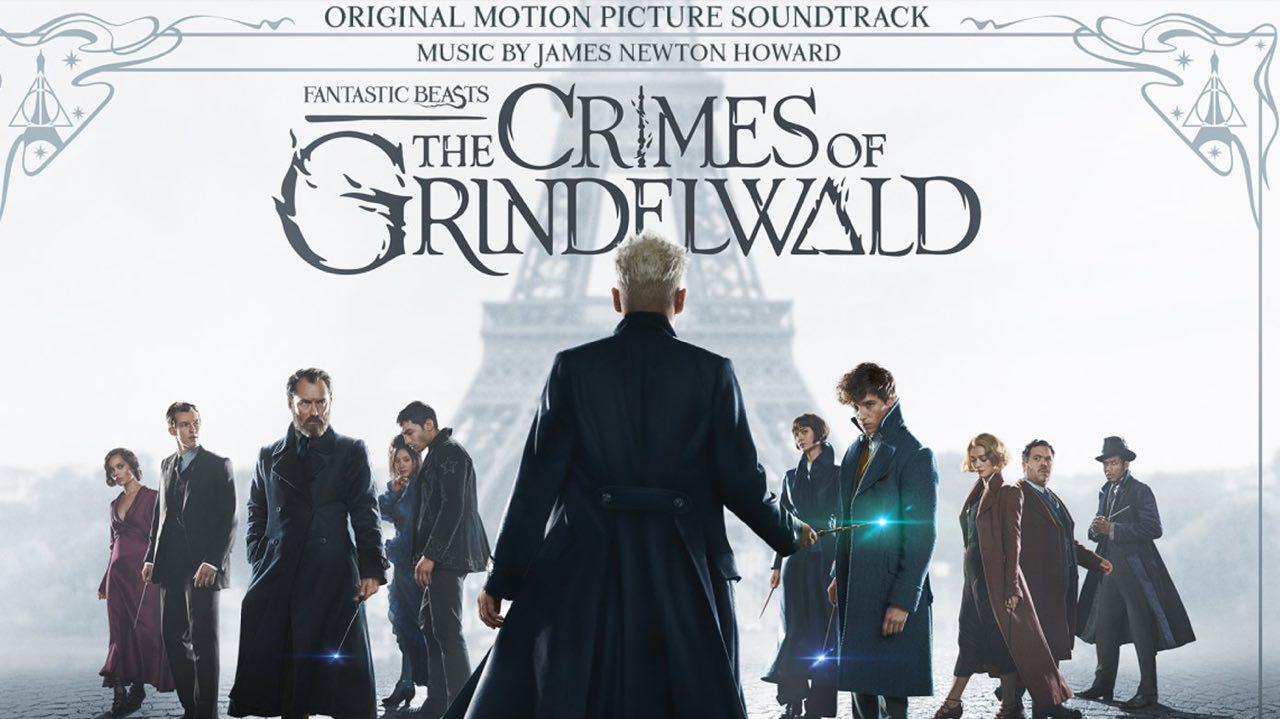 ORIGINAL MOTION PICTURE SOUNDTRACK
MUSIC BY JAMES NEWTON HOWARD
FANTASTIC BEASTS
THE CRIMES OF
GRINDELWALD